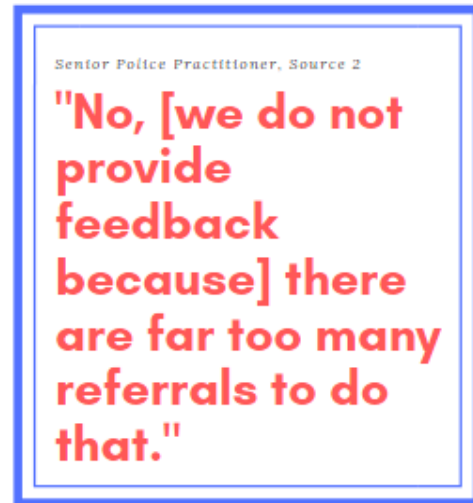 Senior Police Practitioner, Source 2
"No, [we do not
provide
feedback
because] there
are far too many
referrals to do
that."